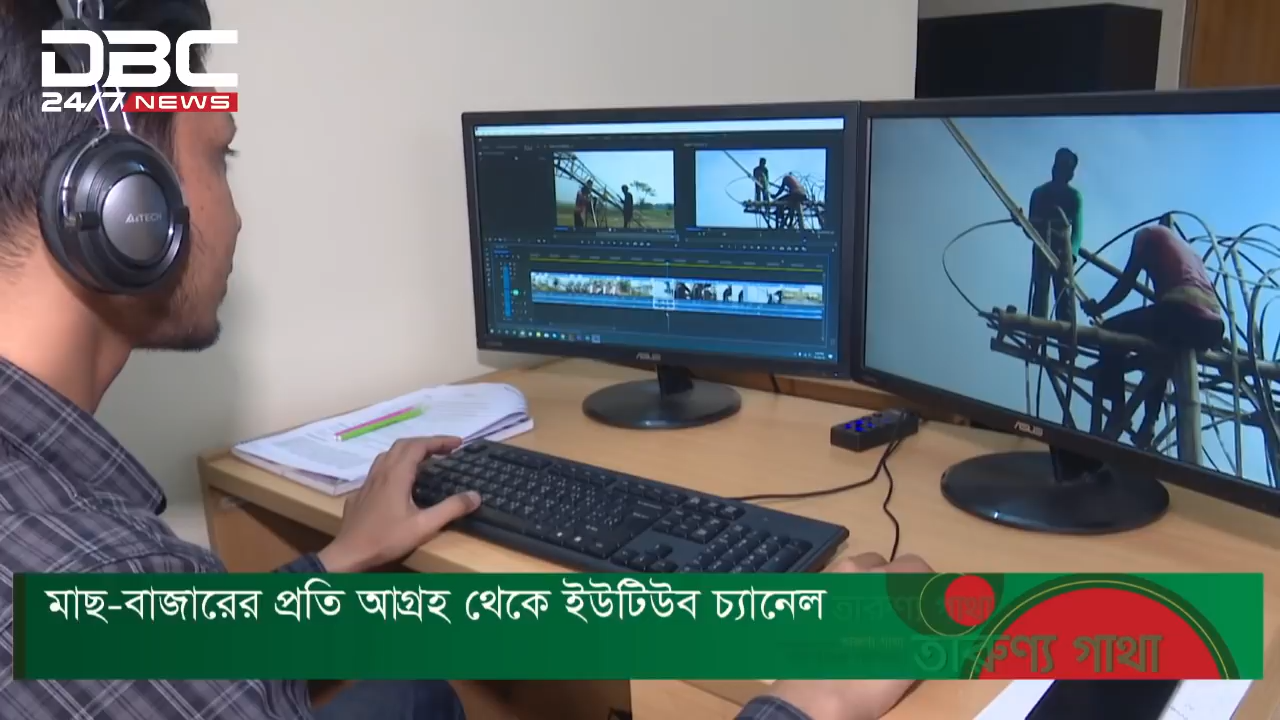 DBC
24/7 NEWS
A4TECH
ASUS
ASUS
মাছ-বাজারের প্রতি আগ্রহ থেকে ইউটিউব চ্যানেল
তারুণ্য গাথা
তারুণ্য গাথা